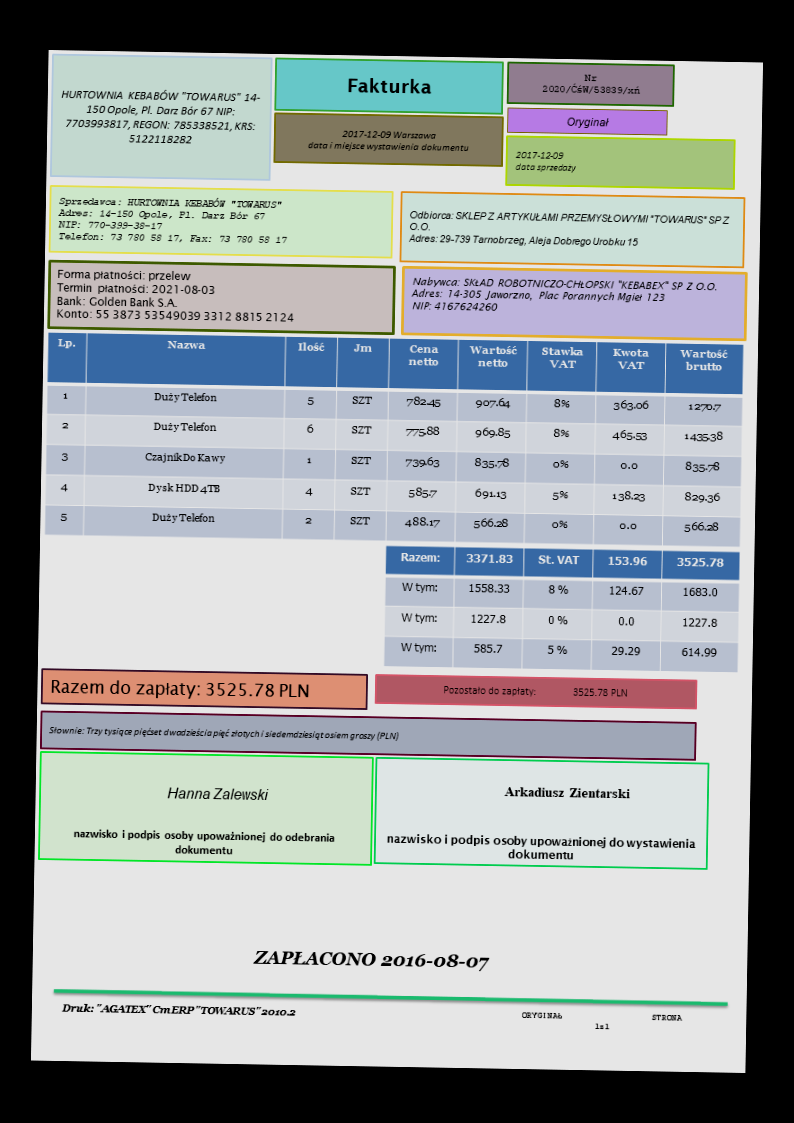 HURTOWNIA KEBABÓW "TOWARUS" 14-
150 Opole, Pl. Darz Bór 67 NIP:
7703993817, REGON: 785338521, KRS:
5122118282
Fakturka
2017-12-09 Warszawa
data i miejsce wystawienia dokumentu
Nr
2020/ĆśW/53839/xń
Oryginał
2017-12-09
data sprzedaży
Sprzedawca: HURTOWNIA KEBABÓW "TOWARUS"
Adres: 14-150 Opole, Pl. Darz Bór 67
NIP: 770-399-38-17
Telefon: 73 780 58 17, Fax: 73 780 58 17
Odbiorca: SKLEP Z ARTYKUŁAMI PRZEMYSŁOWYMI "TOWARUS" SP Z
O.O.
Adres: 29-739 Tarnobrzeg, Aleja Dobrego Urobku 15
Forma płatności: przelew
Termin płatności: 2021-08-03
Bank: Golden Bank S.A.
Konto: 55 3873 53549039 3312 8815 2124
Nabywca: SKŁAD ROBOTNICZO-CHŁOPSKI "KEBABEX" SP Z O.O.
Adres: 14-305 Jaworzno, Plac Porannych Mgieł 123
NIP: 4167624260
Lp. Nazwa Ilość Jm Cena netto Wartość netto Stawka VAT Kwota VAT Wartość brutto
1 Duży Telefon 5 SZT 782.45 907.64 8% 363.06 1270.7
2 Duży Telefon 6 SZT 775.88 969.85 8% 465.53 1435.38
3 Czajnik Do Kawy 1 SZT 739.63 835.78 0% 0.0 835.78
4 Dysk HDD 4TB 4 SZT 585.7 691.13 5% 138.23 829.36
5 Duży Telefon 2 SZT 488.17 566.28 0% 0.0 566.28
Razem: 3371.83 St. VAT 153.96 3525.78
W tym: 1558.33 8 % 124.67 1683.0
W tym: 1227.8 0 % 0.0 1227.8
W tym: 585.7 5 % 29.29 614.99
Razem do zapłaty: 3525.78 PLN
Pozostało do zapłaty: 3525.78 PLN
Słownie: Trzy tysiące pięćset dwadzieścia pięć złotych i siedemdziesiąt osiem groszy (PLN)
Hanna Zalewski
nazwisko i podpis osoby upoważnionej do odebrania
dokumentu
Arkadiusz Zientarski
nazwisko i podpis osoby upoważnionej do wystawienia
dokumentu
ZAPŁACONO 2016-08-07
Druk: "AGATEX" CmERP "TOWARUS" 2010.2
ORYGINAŁ STRONA
1z1